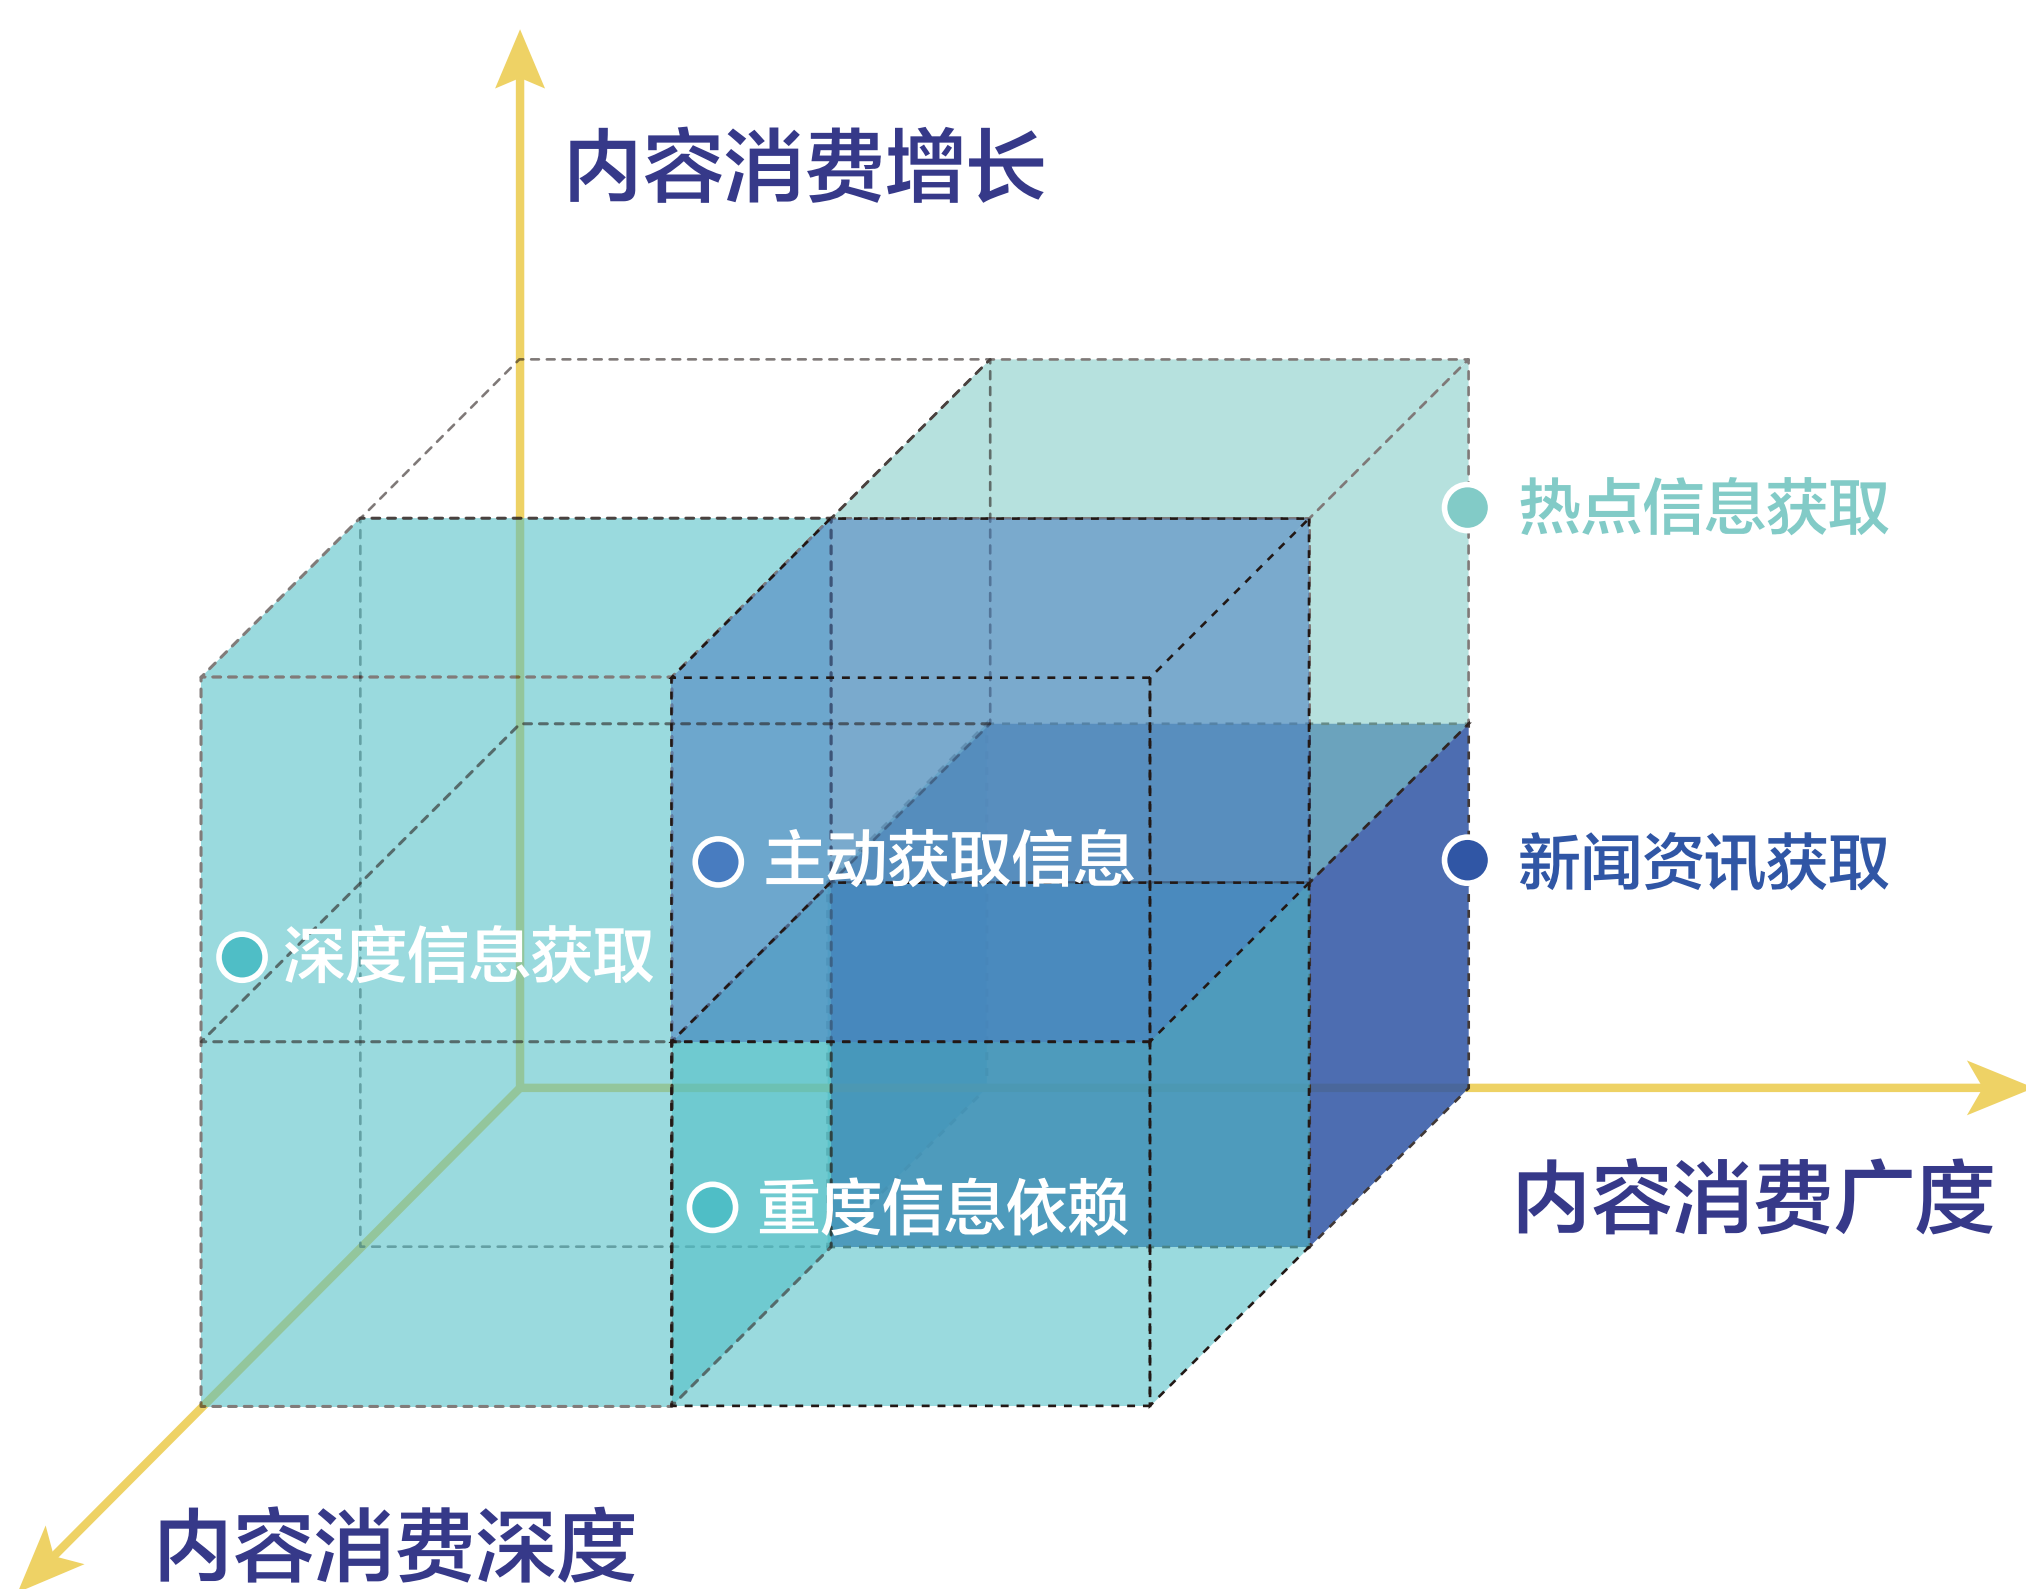 内容消费增长
热点信息获取
主动获取信息
新闻资讯获取
深度信息获取
重度信息依赖
内容消费广度
内容消费深度